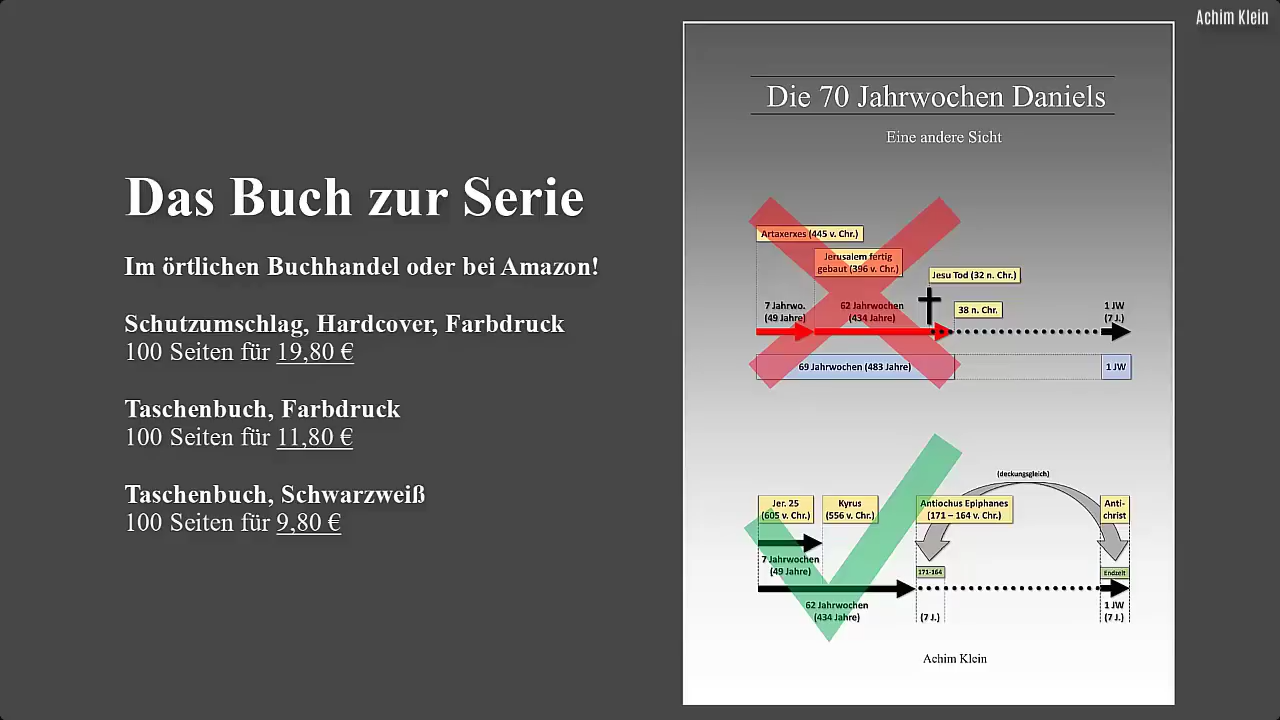 Achim Klein
Das Buch zur Serie
Im örtlichen Buchhandel oder bei Amazon!
Schutzumschlag, Hardcover, Farbdruck
100 Seiten für 19,80 €
Taschenbuch, Farbdruck
100 Seiten für 11,80 €
Taschenbuch, Schwarzweiß
100 Seiten für 9,80 €
Die 70 Jahrwochen Daniels
Eine andere Sicht
Artaxerxes (445 v. Chr.)
Jerusalem fertig
gebaut (396 v. Chr.)
Jesu Tod (32 n. Chr.)
7 Jahrwo.
(49 Jahre)
62 Jahrwochen
(434 Jahre)
38 n. Chr.
1 JW
(7 J.)
69 Jahrwochen (483 Jahre)
1 JW
(deckungsgleich)
Jer. 25
(605 v. Chr.)
Kyrus
(556 v. Chr.)
Antiochus Epiphanes
(171 – 164 v. Chr.)
Anti-
christ
7 Jahrwochen
(49 Jahre)
171-164
Endzeit
62 Jahrwochen
(434 Jahre)
(7 J.)
1 JW
(7 J.)
Achim Klein